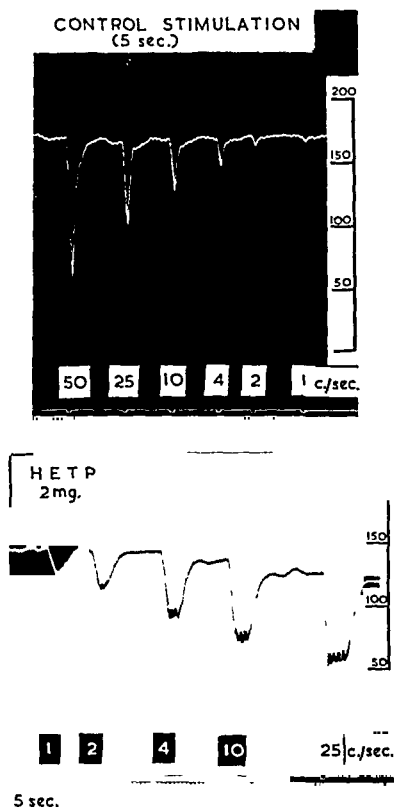 CONTROL STIMULATION
(5 sec.)
200
150
100
50
50 25 10 4 2 1 c./sec.
HETP
2mg.
150
100
50
1 2 4 10 25 c./sec.
5 sec.